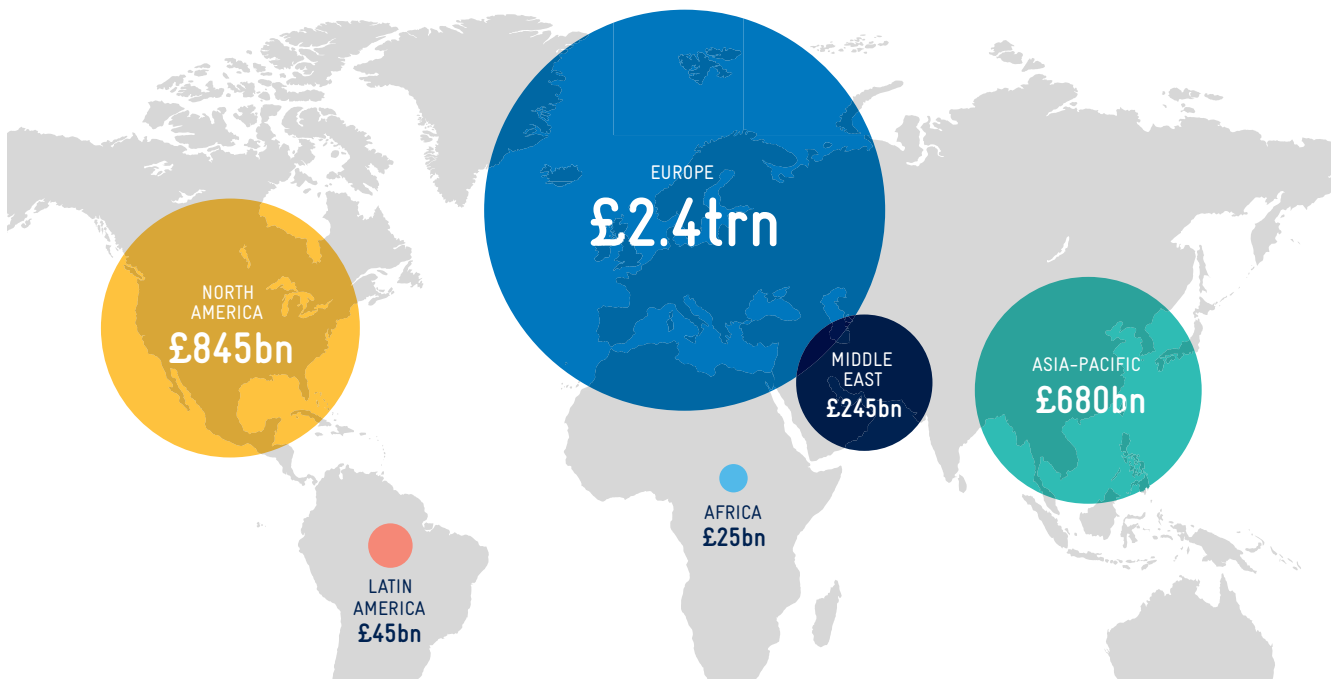 EUROPE
£2.4trn
NORTH
AMERICA
£845bn
MIDDLE
EAST
£245bn
ASIA-PACIFIC
£680bn
AFRICA
£25bn
LATIN
AMERICA
£45bn